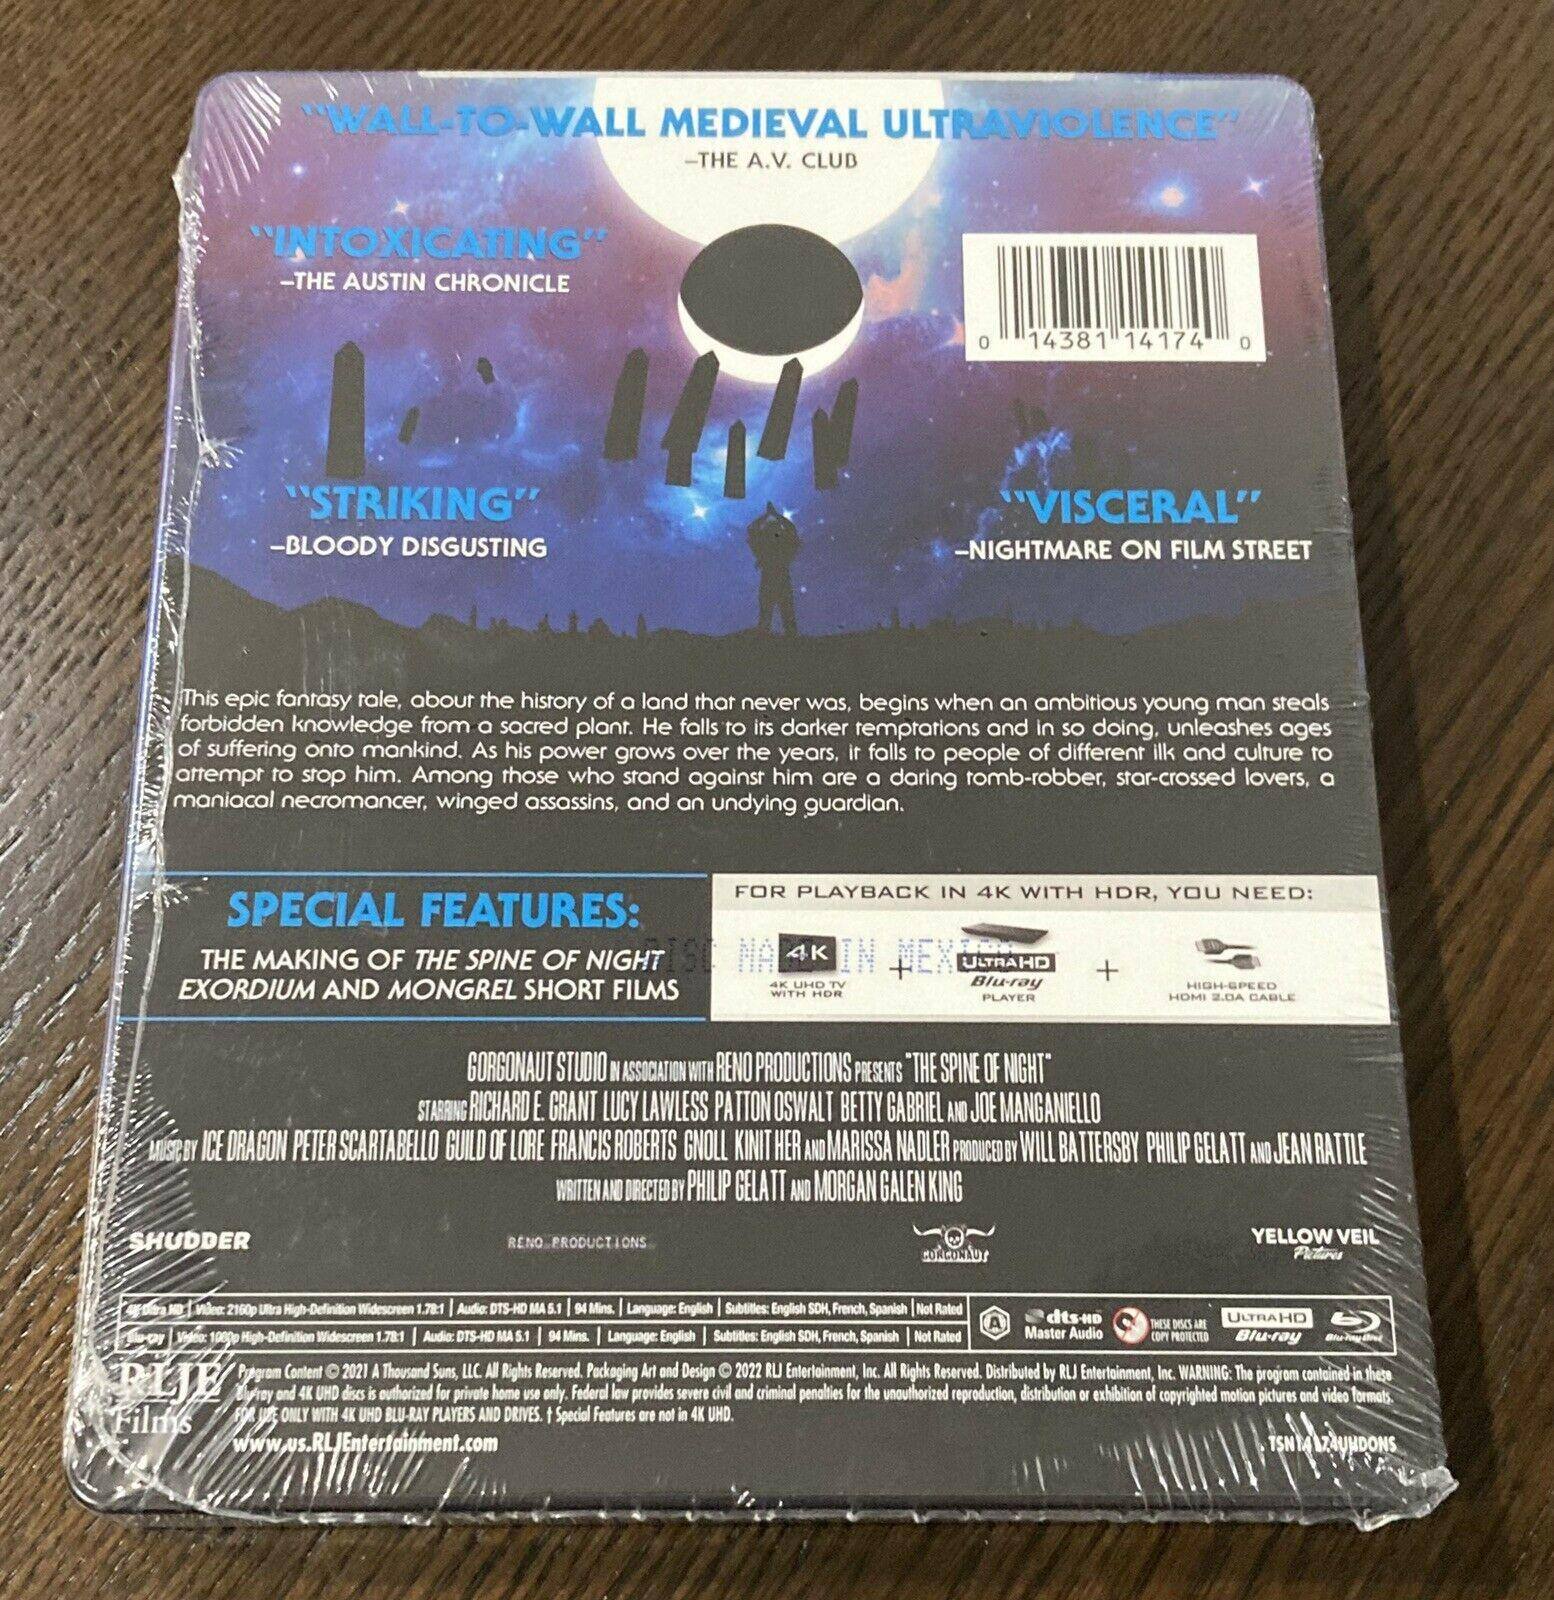 "WALL-TO-WALL MEDIEVAL ULTRAVIOLENCE"
–THE A.V. CLUB
"INTOXICATING"
–THE AUSTIN CHRONICLE
0 14381 14174 0
"STRIKING"
–BLOODY DISGUSTING
"VISCERAL"
–NIGHTMARE ON FILM STREET
This epic fantasy tale, about the history of a land that never was, begins when an ambitious young man steals
forbidden knowledge from a sacred plant. He falls to its darker temptations and in so doing, unleashes ages
of suffering onto mankind. As his power grows over the years, it falls to people of different ilk and culture to
attempt to stop him. Among those who stand against him are a daring tomb-robber, star-crossed lovers, a
maniacal necromancer, winged assassins, and an undying guardian.
SPECIAL FEATURES:
THE MAKING OF THE SPINE OF NIGHT
EXORDIUM AND MONGREL SHORT FILMS
FOR PLAYBACK IN 4K WITH HDR, YOU NEED:
DISC MADE IN MEXICO
4K
4K UHD TV
WITH HDR
+
ULTRA HD
Blu-ray
PLAYER
+
HIGH-SPEED
HDMI 2.0A CABLE
GORGONAUT STUDIO IN ASSOCIATION WITH RENO PRODUCTIONS PRESENTS "THE SPINE OF NIGHT"
STARRING RICHARD E. GRANT LUCY LAWLESS PATTON OSWALT BETTY GABRIEL AND JOE MANGANIELLO
MUSIC BY ICE DRAGON PETER SCARTABELLO GUILD OF LORE FRANCIS ROBERTS GNOLL KINIT HER AND MARISSA NADLER PRODUCED BY WILL BATTERSBY PHILIP GELATT AND JEAN RATTLE
WRITTEN AND DIRECTED BY PHILIP GELATT AND MORGAN GALEN KING
SHUDDER
RENO PRODUCTIONS
GORGONAUT
YELLOW VEIL
Pictures
4K Ultra HD | Video: 2160p Ultra High-Definition Widescreen 1.78:1 | Audio: DTS-HD MA 5.1 | 94 Mins. | Language: English | Subtitles: English SDH, French, Spanish | Not Rated
Blu-ray | Video: 1080p High-Definition Widescreen 1.78:1 | Audio: DTS-HD MA 5.1 | 94 Mins. | Language: English | Subtitles: English SDH, French, Spanish | Not Rated
A
dts-HD
Master Audio
THESE DISCS ARE
COPY PROTECTED
ULTRA HD
Blu-ray
Blu-ray Disc
RLJE
Films
Program Content © 2021 A Thousand Suns, LLC. All Rights Reserved. Packaging Art and Design © 2022 RLJ Entertainment, Inc. All Rights Reserved. Distributed by RLJ Entertainment, Inc. WARNING: The program contained in these
Blu-ray and 4K UHD discs is authorized for private home use only. Federal law provides severe civil and criminal penalties for the unauthorized reproduction, distribution or exhibition of copyrighted motion pictures and video formats.
FOR USE ONLY WITH 4K UHD BLU-RAY PLAYERS AND DRIVES. † Special Features are not in 4K UHD.
www.us.RLJEntertainment.com
TSN14174UHDONS